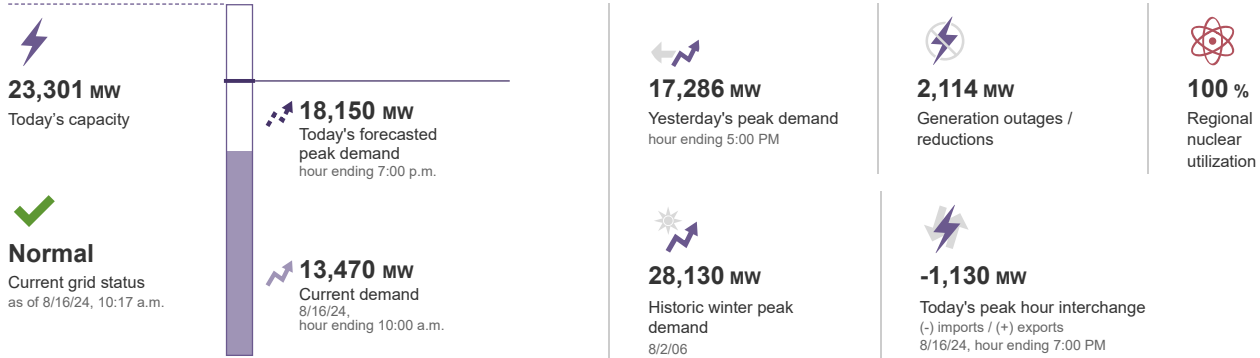 23,301 MW
Today's capacity
Normal
Current grid status
as of 8/16/24, 10:17 a.m.
18,150 MW
Today's forecasted
peak demand
hour ending 7:00 p.m.
13,470 MW
Current demand
8/16/24,
hour ending 10:00 a.m.
17,286 MW
Yesterday's peak demand
hour ending 5:00 PM
2,114 MW
Generation outages /
reductions
100 %
Regional
nuclear
utilization
28,130 MW
Historic winter peak
demand
8/2/06
-1,130 MW
Today's peak hour interchange
(-) imports / (+) exports
8/16/24, hour ending 7:00 PM